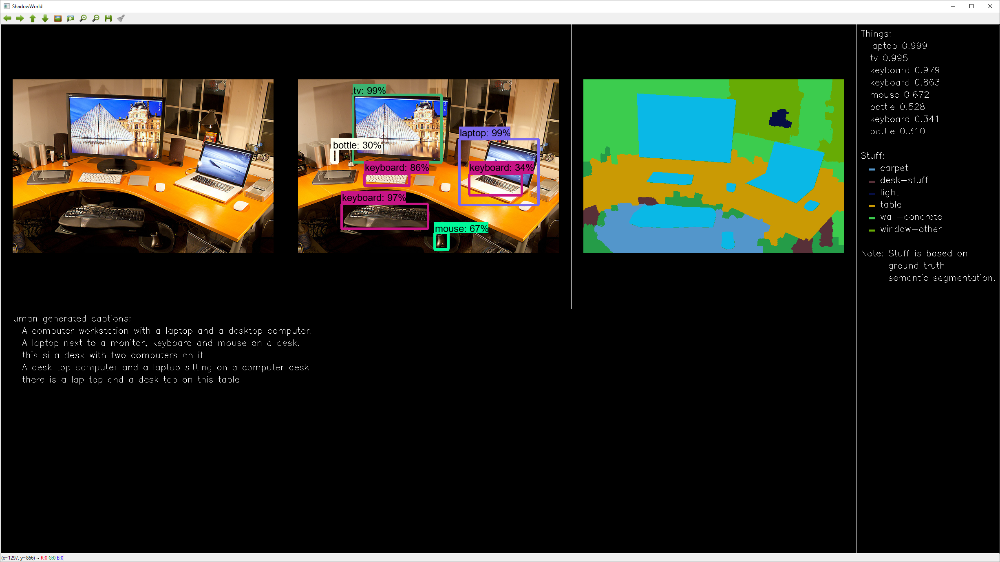 ShadowWorld
tv: 99%
laptop: 99%
bottle: 30%
keyboard: 86%
keyboard: 34%
keyboard: 97%
mouse: 67%
Things:
laptop 0.999
tv 0.995
keyboard 0.979
keyboard 0.863
mouse 0.672
bottle 0.528
keyboard 0.341
bottle 0.310
Stuff:
carpet
desk-stuff
light
table
wall-concrete
window-other
Note: Stuff is based on
ground truth
semantic segmentation.
Human generated captions:
A computer workstation with a laptop and a desktop computer.
A laptop next to a monitor, keyboard and mouse on a desk.
this si a desk with two computers on it
A desk top computer and a laptop sitting on a computer desk
there is a lap top and a desk top on this table
(x=1297, y=866) ~ R:0 G:0 B:0